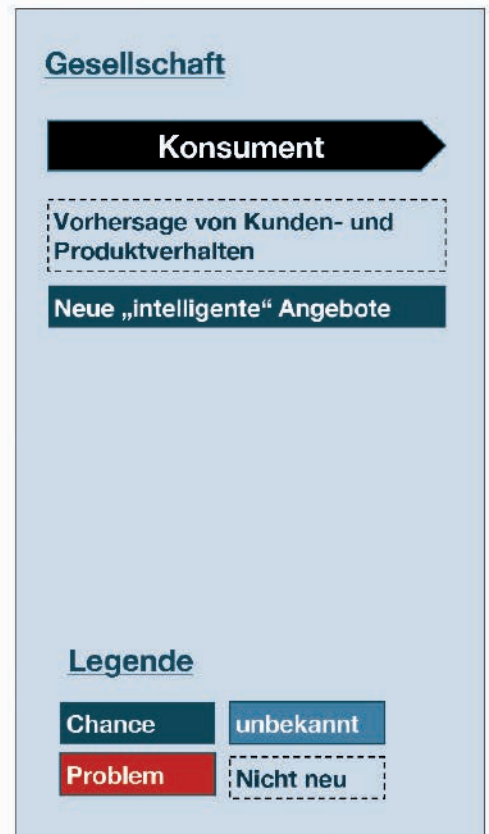 Gesellschaft
Konsument
Vorhersage von Kunden- und
Produktverhalten
Neue „intelligente“ Angebote
Legende
Chance
unbekannt
Problem
Nicht neu